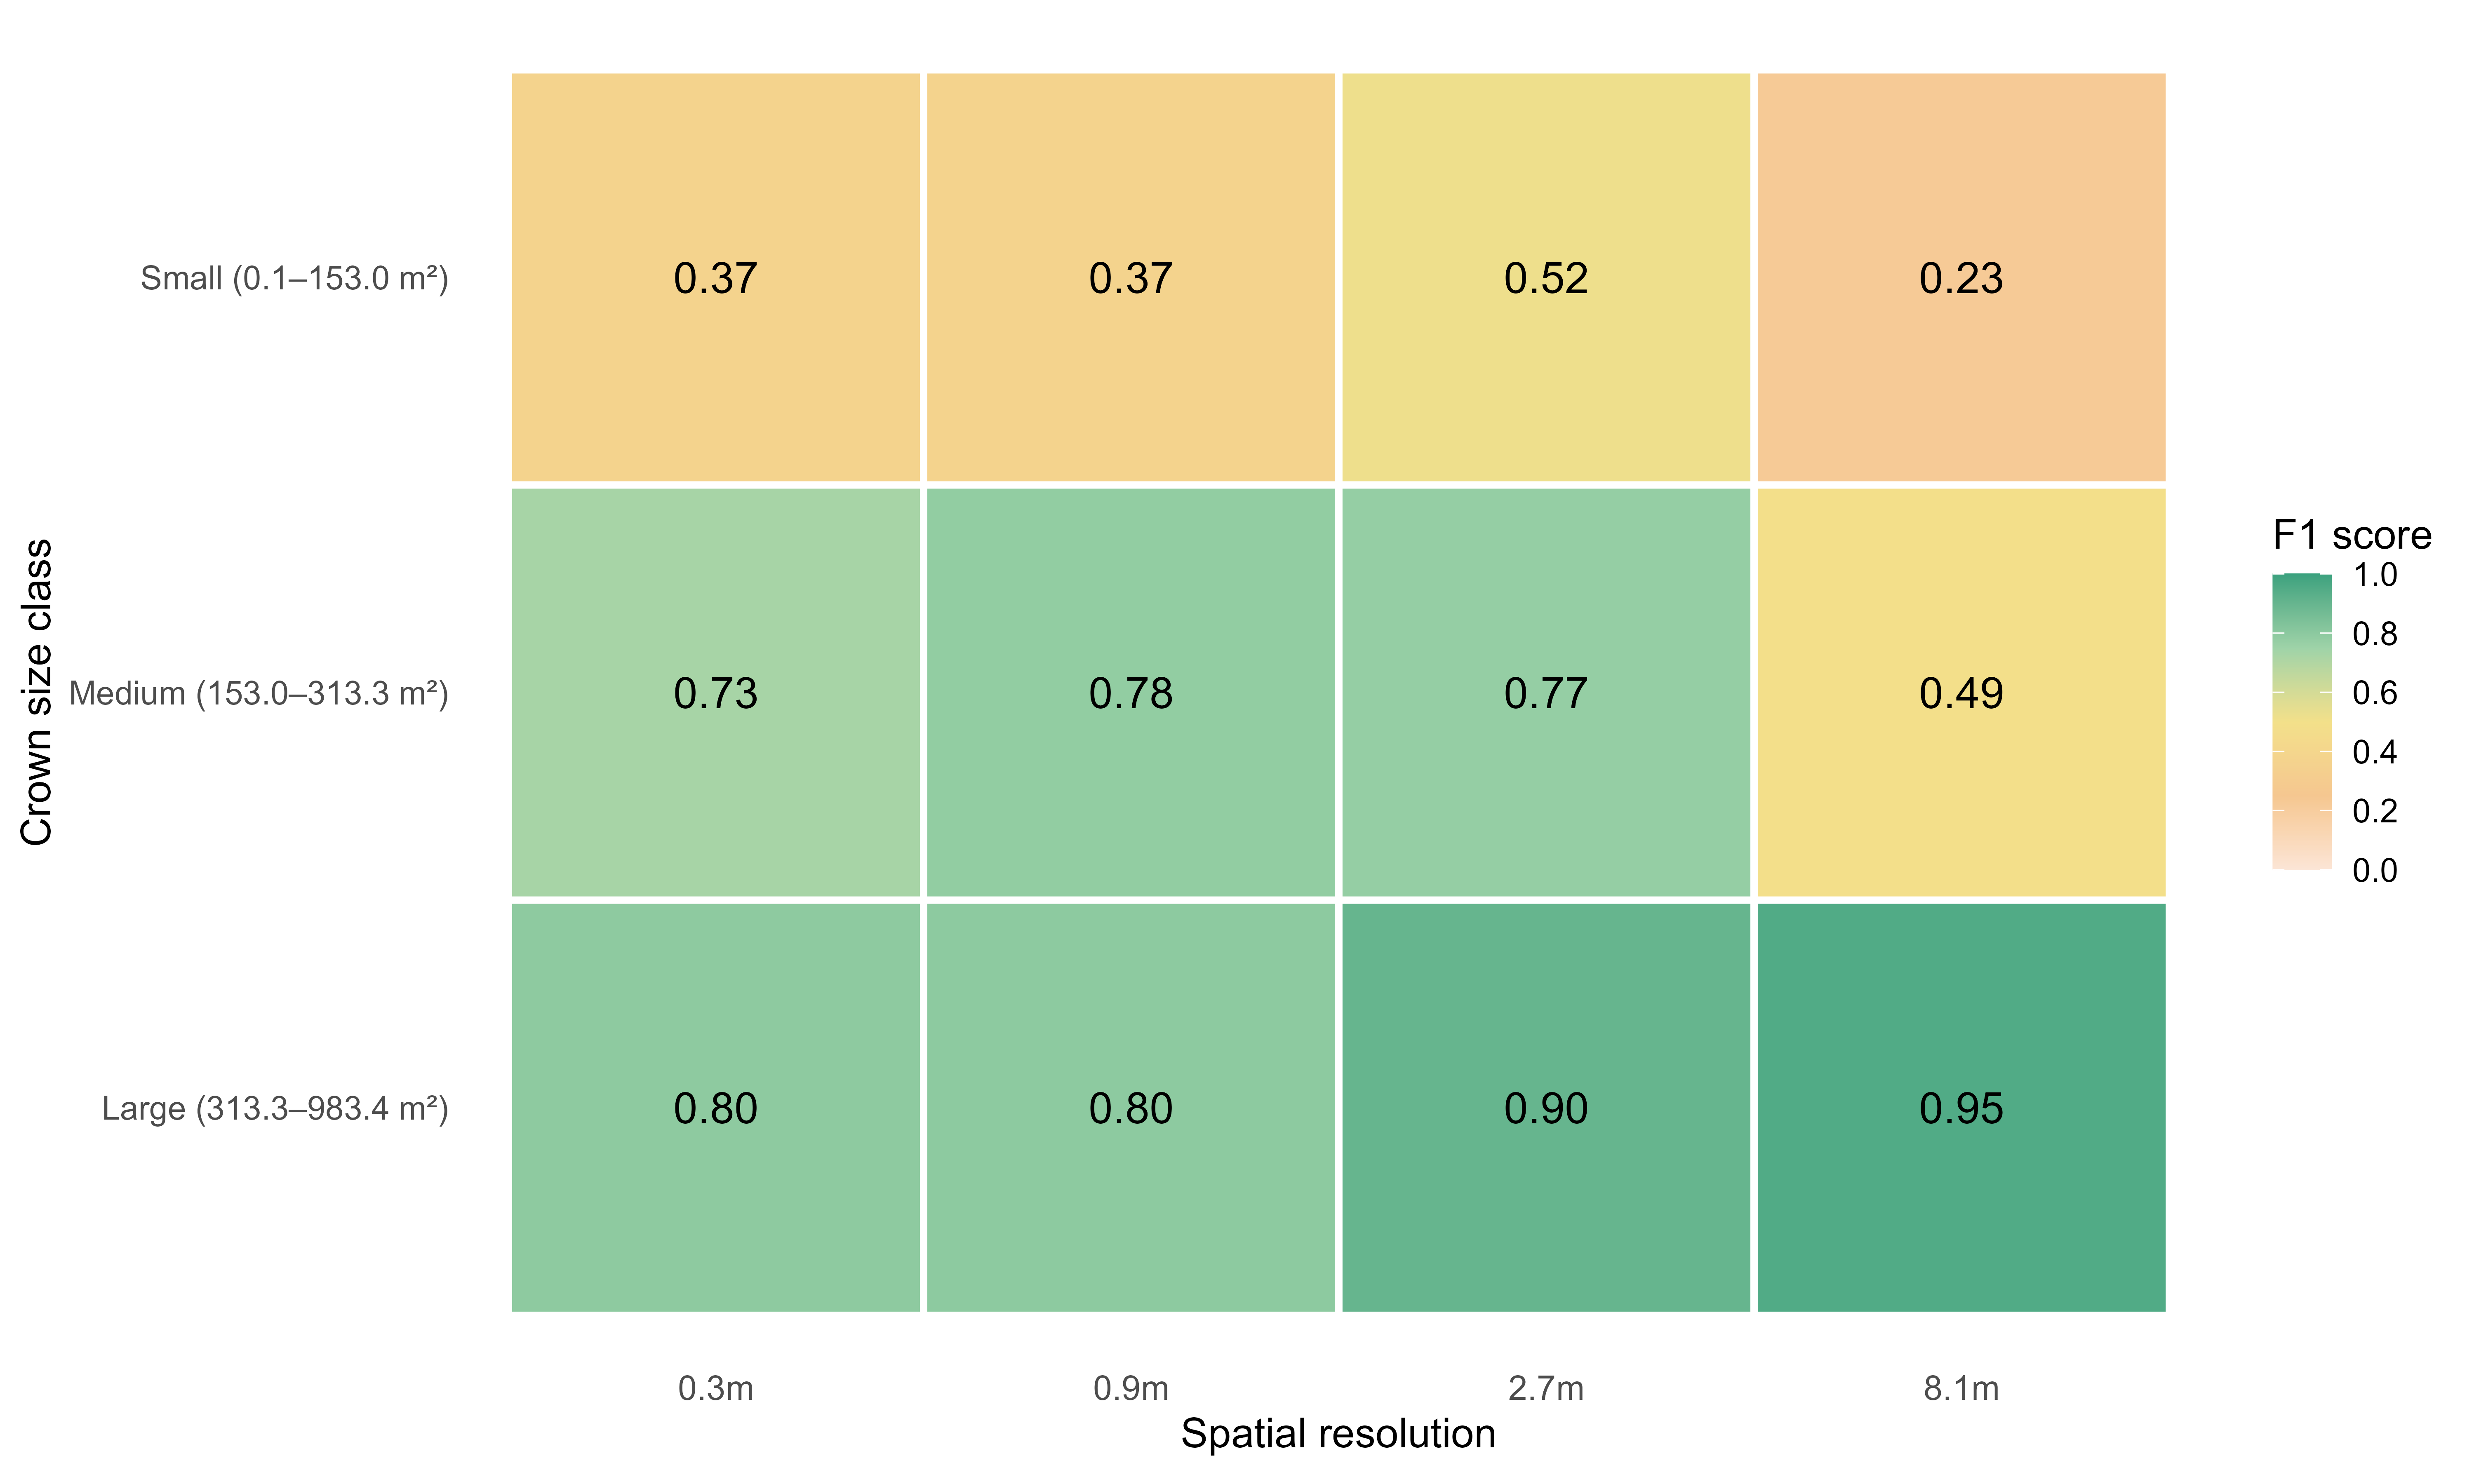 Crown size class
Small (0.1–153.0 m²)
0.37 0.37 0.52 0.23
Medium (153.0–313.3 m²)
0.73 0.78 0.77 0.49
Large (313.3–983.4 m²)
0.80 0.80 0.90 0.95
0.3m 0.9m 2.7m 8.1m
Spatial resolution
F1 score
1.0
0.8
0.6
0.4
0.2
0.0